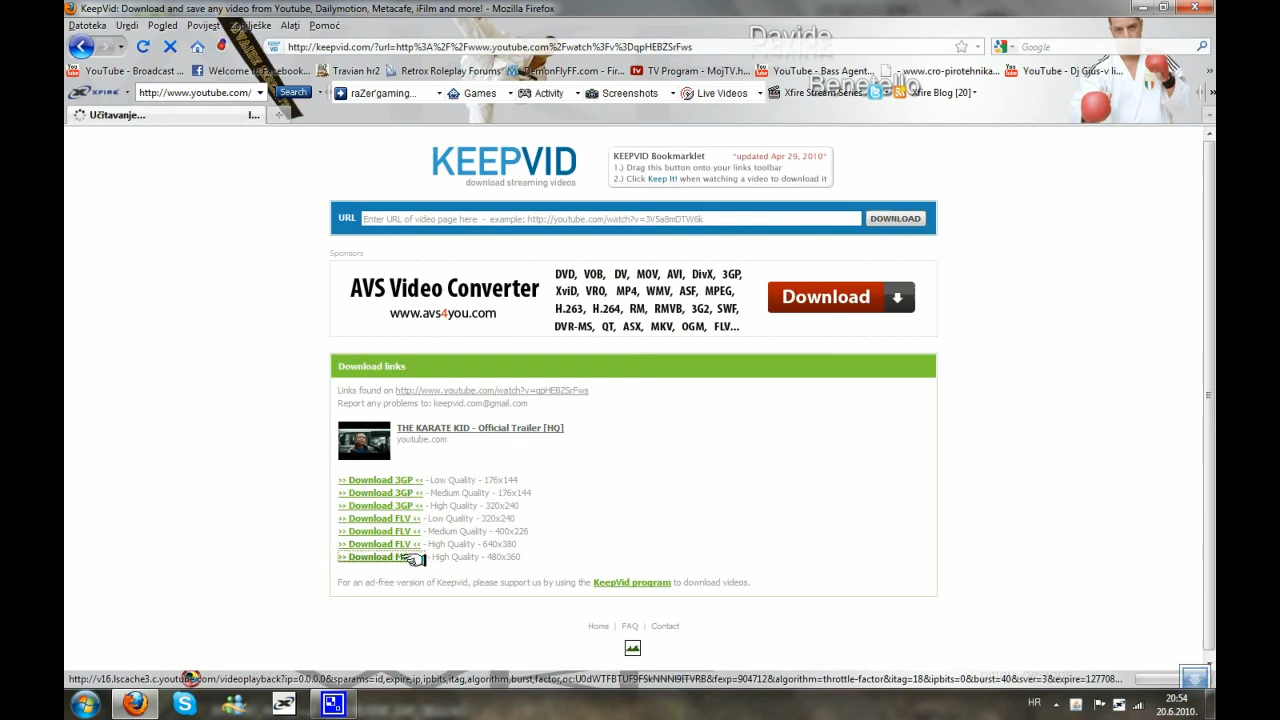 KeepVid: Download and save any video from Youtube, Dailymotion, Metacafe, iFilm and more! - Mozilla Firefox
Datoteka Uredi Pogled Povijest Alati Pomoć
Davide
http://keepvid.com/?url=http%3A%2F%2Fwww.youtube.com%2Fwatch%3Fv%3DqpHEBZSrFws
Google
YouTube - Broadcast ... Welcome to Facebook... Travian hr2 Retrox Roleplay Forums DemonFlyFF.com - Fir... TV Program - MojTV.h... YouTube - Bass Agent... www.cro-pirotehnika... YouTube - Dj Gjus-v l...
Benetello
XFIRE http://www.youtube.com/ Search raZer'gaming. Games Activity Screenshots Live Videos Xfire Stream Series Xfire Blog [20]
Učitavanje...
KEEPVID
download streaming videos
KEEPVID Bookmarklet *updated Apr 29, 2010*
1.) Drag this button onto your links toolbar
2.) Click Keep It! when watching a video to download it
URL Enter URL of video page here - example: http://youtube.com/watch?v=3V5a8mDTW6k DOWNLOAD
Sponsors
AVS Video Converter
www.avs4you.com
DVD, VOB, DV, MOV, AVI, DivX, 3GP,
XviD, VRO, MP4, WMV, ASF, MPEG,
H.263, H.264, RM, RMVB, 3G2, SWF,
DVR-MS, QT, ASX, MKV, OGM, FLV...
Download
Download links
Links found on http://www.youtube.com/watch?v=qpHEBZSrFws
Report any problems to: keepvid.com@gmail.com
THE KARATE KID - Official Trailer [HQ]
youtube.com
>> Download 3GP << - Low Quality - 176x144
>> Download 3GP << - Medium Quality - 176x144
>> Download 3GP << - High Quality - 320x240
>> Download FLV << - Low Quality - 320x240
>> Download FLV << - Medium Quality - 400x226
>> Download FLV << - High Quality - 640x380
>> Download - High Quality - 480x360
For an ad-free version of Keepvid, please support us by using the KeepVid program to download videos.
Home | FAQ | Contact
HR 20:54
20.6.2010.